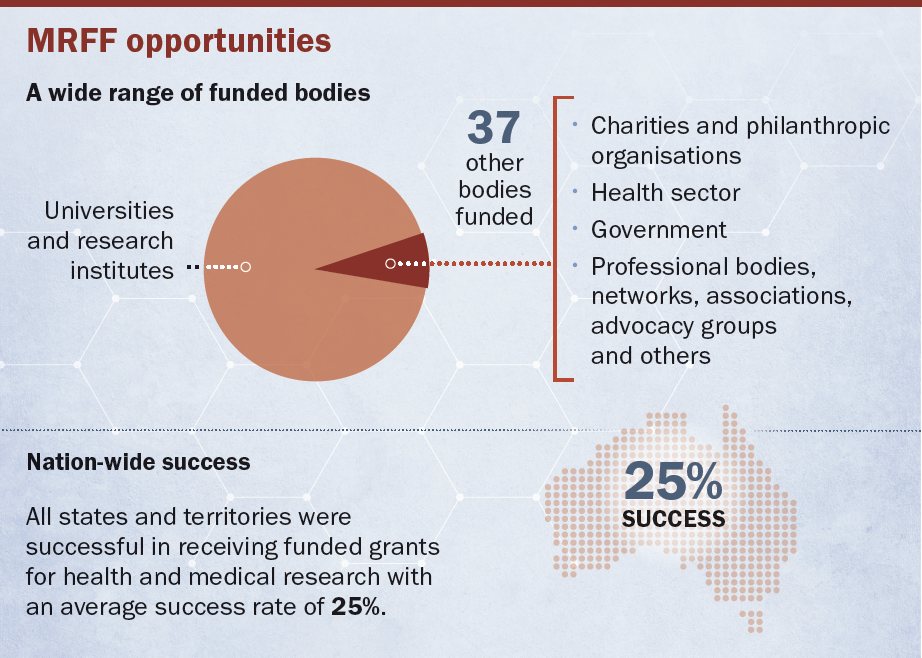 MRFF opportunities
A wide range of funded bodies
Universities
and research
institutes
37
other
bodies
funded
• Charities and philanthropic
organisations
• Health sector
• Government
• Professional bodies,
networks, associations,
advocacy groups
and others
Nation-wide success
All states and territories were
successful in receiving funded grants
for health and medical research with
an average success rate of 25%.
25%
SUCCESS